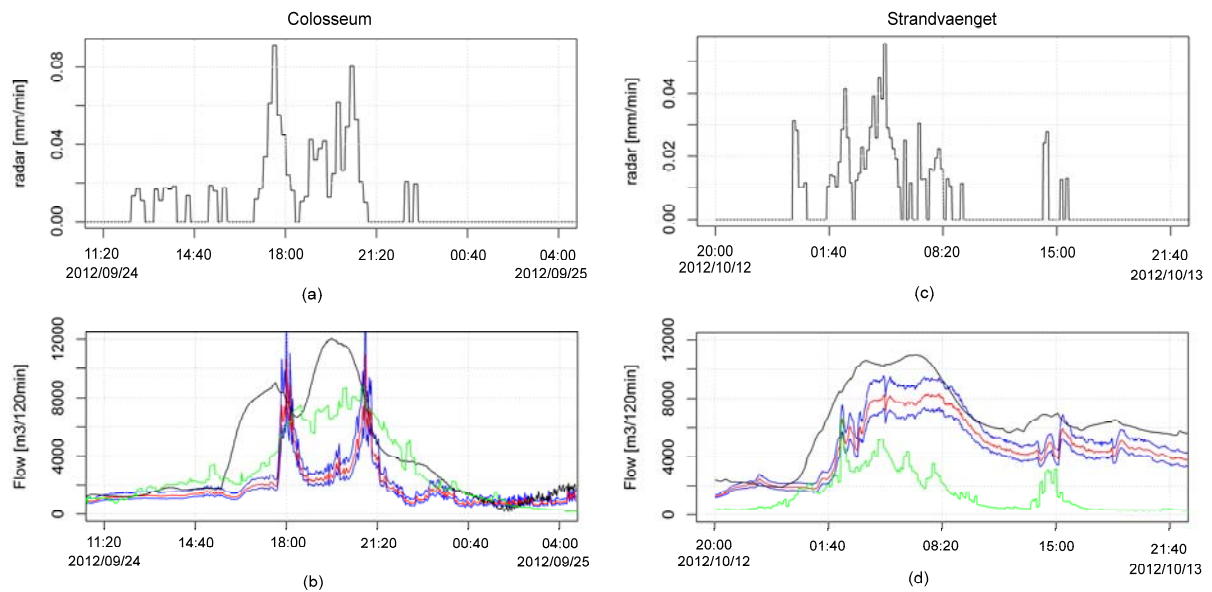 Colosseum
radar [mm/min]
0.08
0.04
0.00
11:20 14:40 18:00 21:20 00:40 04:00
2012/09/24 2012/09/25
(a)
Strandvaenget
radar [mm/min]
0.04
0.02
0.00
20:00 01:40 08:20 15:00 21:40
2012/10/12 2012/10/13
(c)
Flow [m3/120min]
12000
8000
4000
0
11:20 14:40 18:00 21:20 00:40 04:00
2012/09/24 2012/09/25
(b)
Flow [m3/120min]
12000
8000
4000
0
20:00 01:40 08:20 15:00 21:40
2012/10/12 2012/10/13
(d)